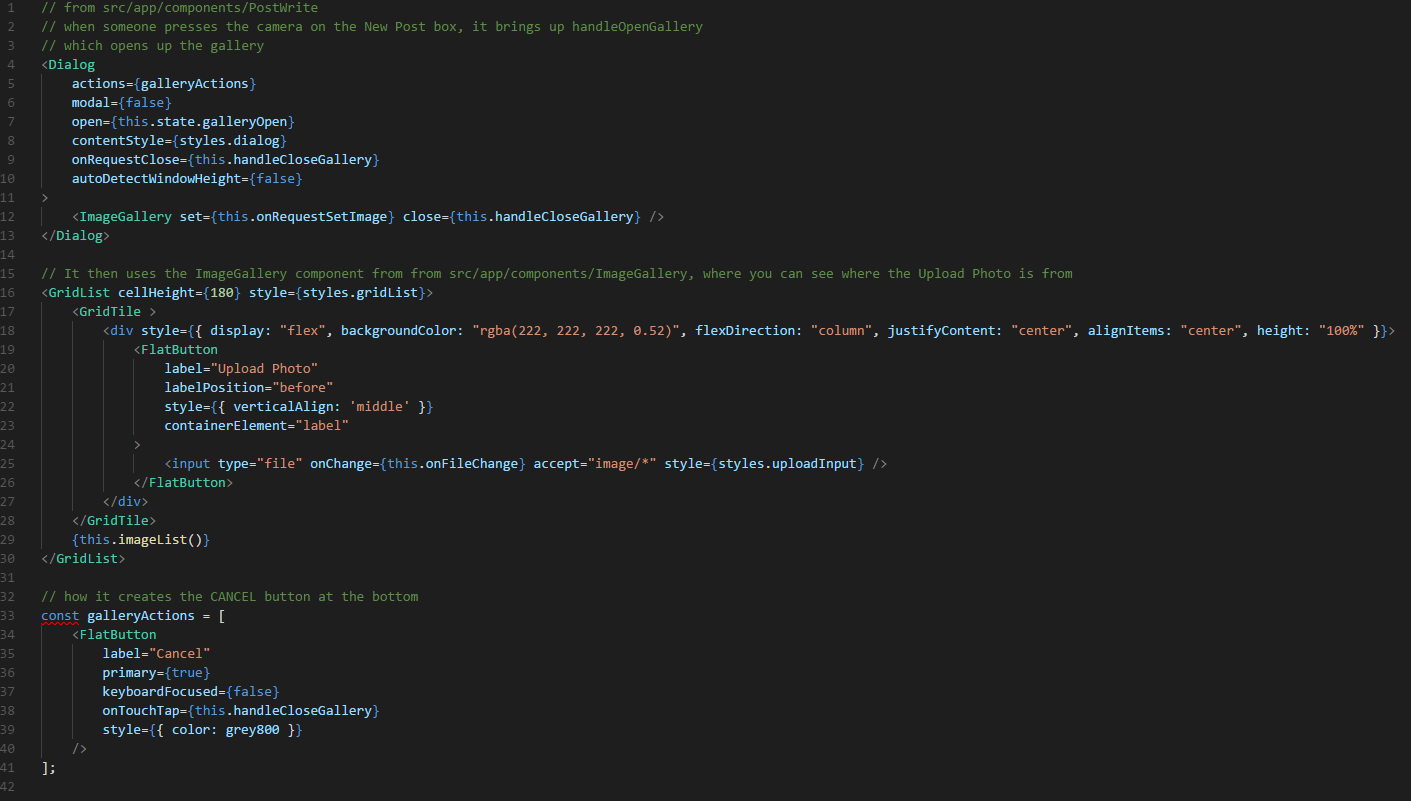 1 // from src/app/components/PostWrite
2 // when someone presses the camera on the New Post box, it brings up handleOpenGallery
3 // which opens up the gallery
4 <Dialog
5     actions={galleryActions}
6     modal={false}
7     open={this.state.galleryOpen}
8     contentStyle={styles.dialog}
9     onRequestClose={this.handleCloseGallery}
10     autoDetectWindowHeight={false}
11 >
12     <ImageGallery set={this.onRequestSetImage} close={this.handleCloseGallery} />
13 </Dialog>
14
15 // It then uses the ImageGallery component from from src/app/components/ImageGallery, where you can see where the Upload Photo is from
16 <GridList cellHeight={180} style={styles.gridList}>
17     <GridTile >
18         <div style={{ display: "flex", backgroundColor: "rgba(222, 222, 222, 0.52)", flexDirection: "column", justifyContent: "center", alignItems: "center", height: "100%" }}>
19             <FlatButton
20                 label="Upload Photo"
21                 labelPosition="before"
22                 style={{ verticalAlign: 'middle' }}
23                 containerElement="label"
24             >
25                 <input type="file" onChange={this.onFileChange} accept="image/*" style={styles.uploadInput} />
26             </FlatButton>
27         </div>
28     </GridTile>
29     {this.imageList()}
30 </GridList>
31
32 // how it creates the CANCEL button at the bottom
33 const galleryActions = [
34     <FlatButton
35         label="Cancel"
36         primary={true}
37         keyboardFocused={false}
38         onTouchTap={this.handleCloseGallery}
39         style={{ color: grey800 }}
40     />
41 ];
42